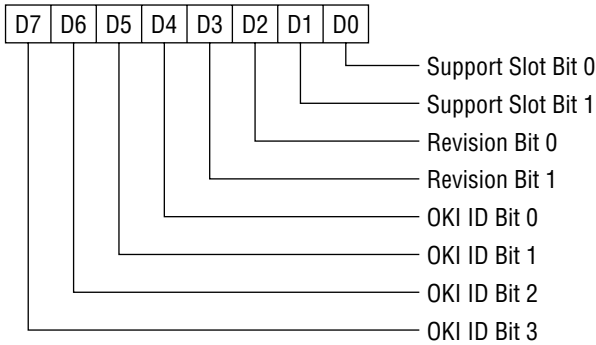 D7 D6 D5 D4 D3 D2 D1 D0
Support Slot Bit 0
Support Slot Bit 1
Revision Bit 0
Revision Bit 1
OKI ID Bit 0
OKI ID Bit 1
OKI ID Bit 2
OKI ID Bit 3